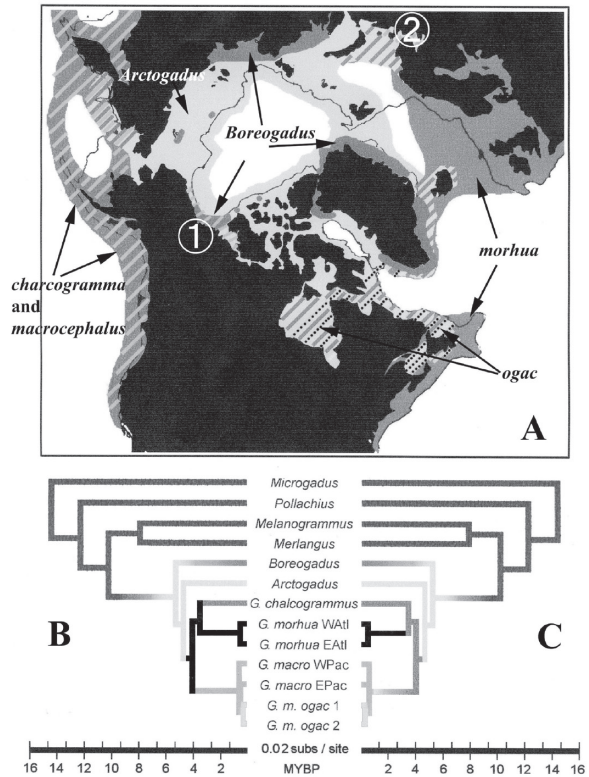 Arctogadus
②
Boreogadus
①
morhua
charcogramma
and
macrocephalus
ogac
A
Microgadus
Pollachius
Melanogrammus
Merlangus
Boreogadus
Arctogadus
G. chalcogrammus
G. morhua WAtl
B
G. morhua EAtl
C
G. macro WPac
G. macro EPac
G. m. ogac 1
G. m. ogac 2
0.02 subs / site
16 14 12 10 8 6 4 2 MYBP 2 4 6 8 10 12 14 16